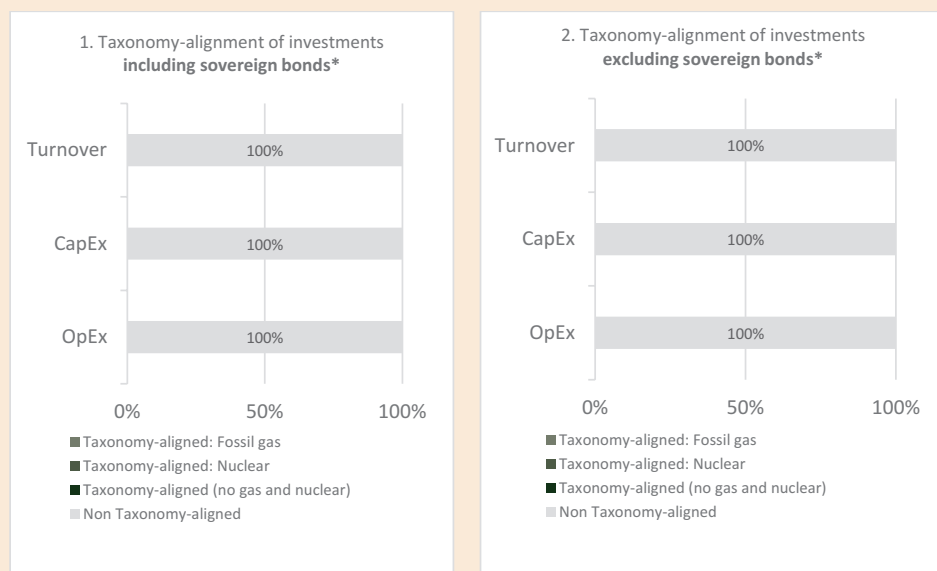 1. Taxonomy-alignment of investments
including sovereign bonds*
Turnover
100%
CapEx
100%
OpEx
100%
0%
50%
100%
Taxonomy-aligned: Fossil gas
Taxonomy-aligned: Nuclear
Taxonomy-aligned (no gas and nuclear)
Non Taxonomy-aligned
2. Taxonomy-alignment of investments
excluding sovereign bonds*
Turnover
100%
CapEx
100%
OpEx
100%
0%
50%
100%
Taxonomy-aligned: Fossil gas
Taxonomy-aligned: Nuclear
Taxonomy-aligned (no gas and nuclear)
Non Taxonomy-aligned